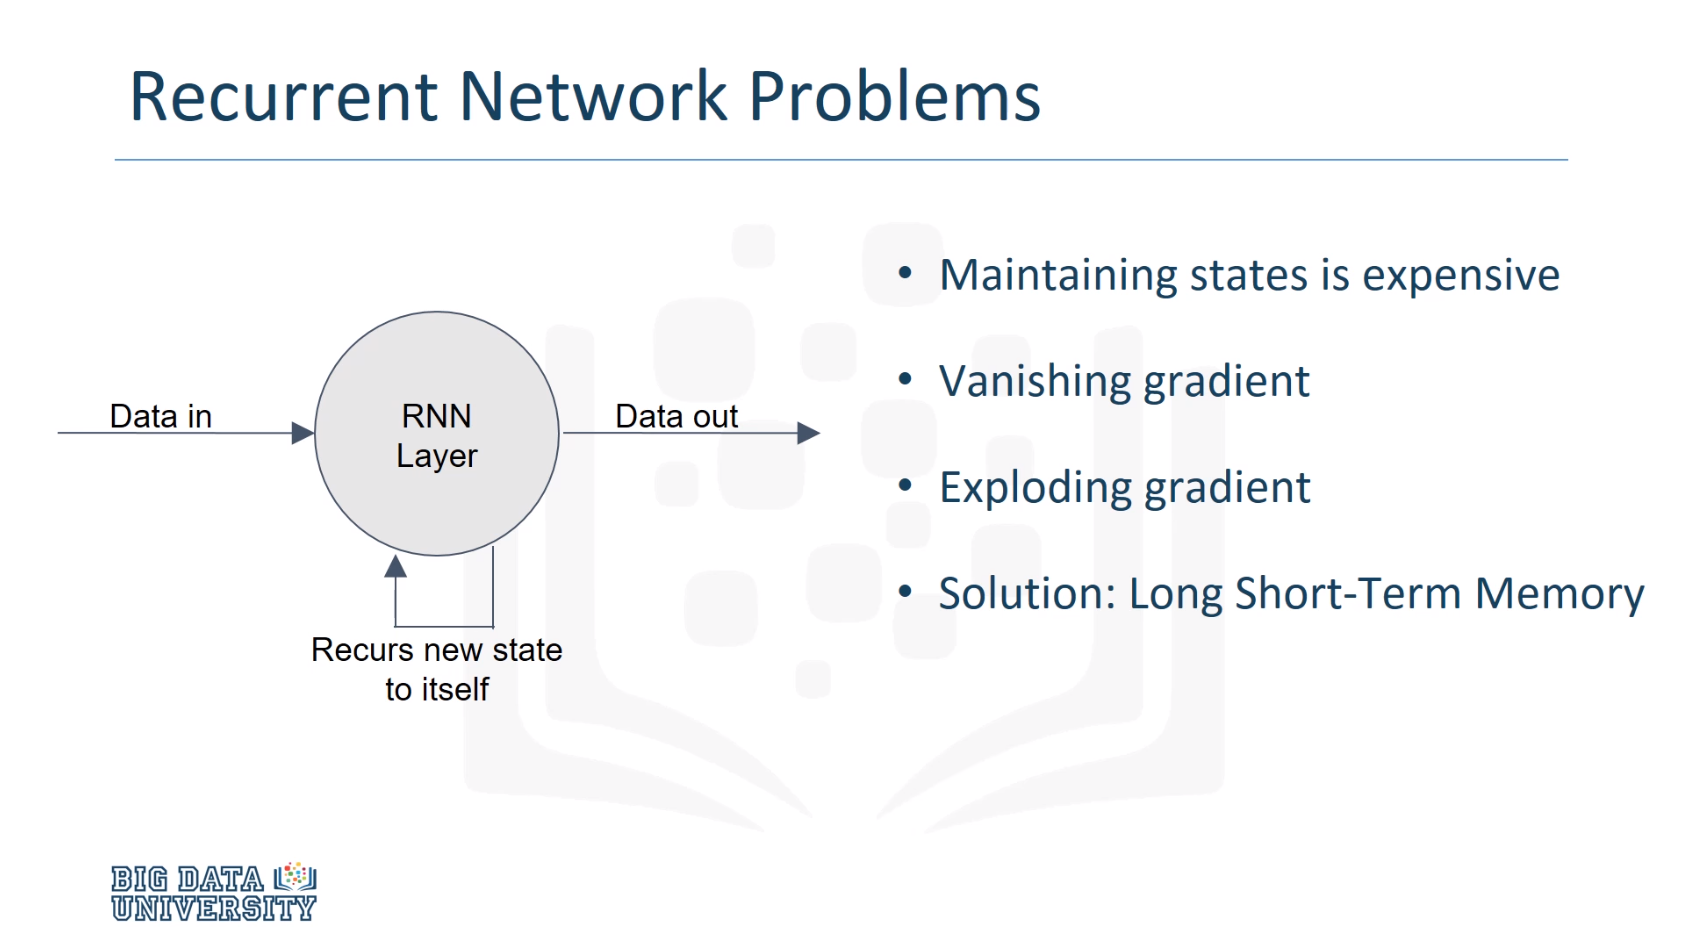 Recurrent Network Problems
Data in
RNN
Layer
Data out
Recurs new state
to itself
• Maintaining states is expensive
• Vanishing gradient
• Exploding gradient
• Solution: Long Short-Term Memory
BIG DATA
UNIVERSITY